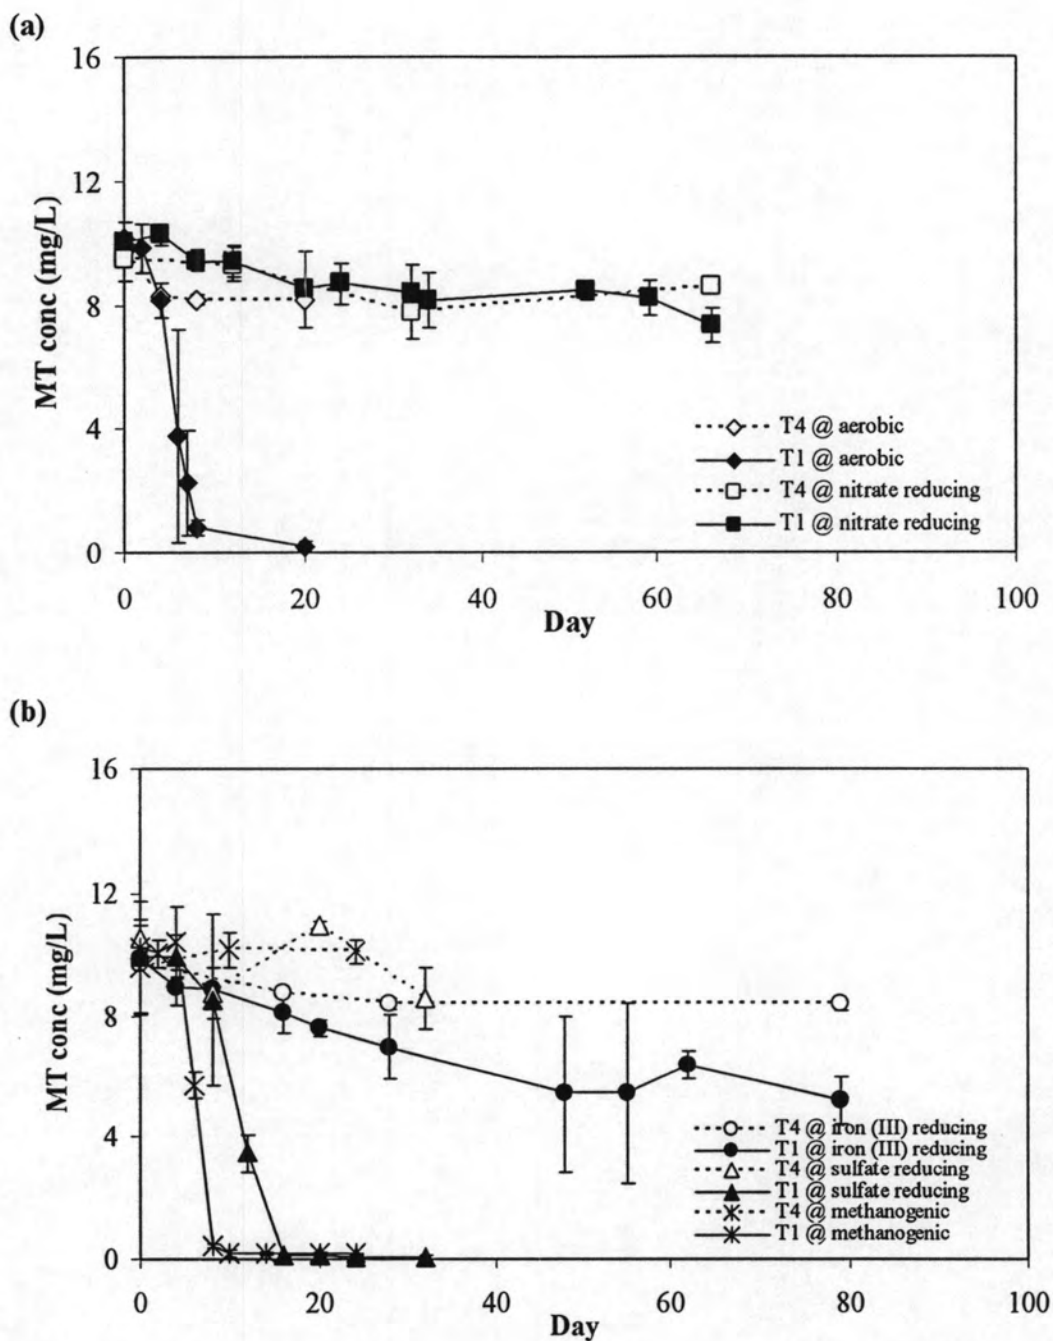 (a)
16
12
8
4
0
MT conc (mg/L)
T4 @ aerobic
T1 @ aerobic
T4 @ nitrate reducing
T1 @ nitrate reducing
0 20 40 60 80 100
Day
(b)
16
12
8
4
0
MT conc (mg/L)
T4 @ iron (III) reducing
T1 @ iron (III) reducing
T4 @ sulfate reducing
T1 @ sulfate reducing
T4 @ methanogenic
T1 @ methanogenic
0 20 40 60 80 100
Day